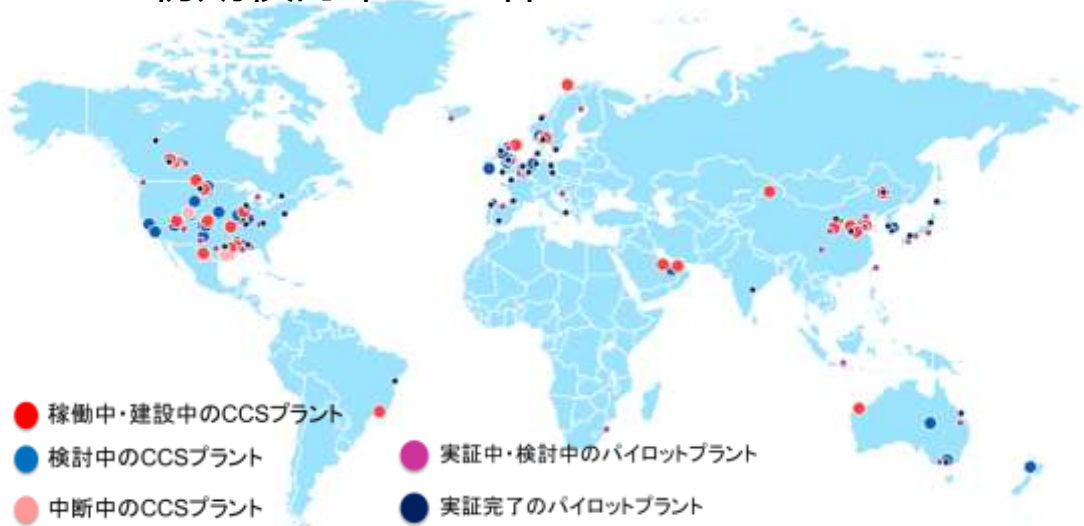 稼働中・建設中のCCSプラント
検討中のCCSプラント
中断中のCCSプラント
実証中・検討中のパイロットプラント
実証完了のパイロットプラント